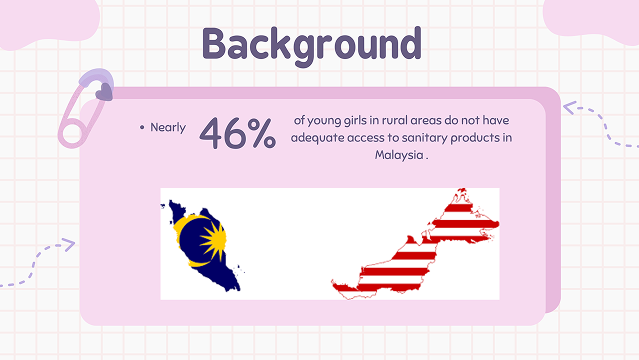 Background
• Nearly 46% of young girls in rural areas do not have
adequate access to sanitary products in
Malaysia .